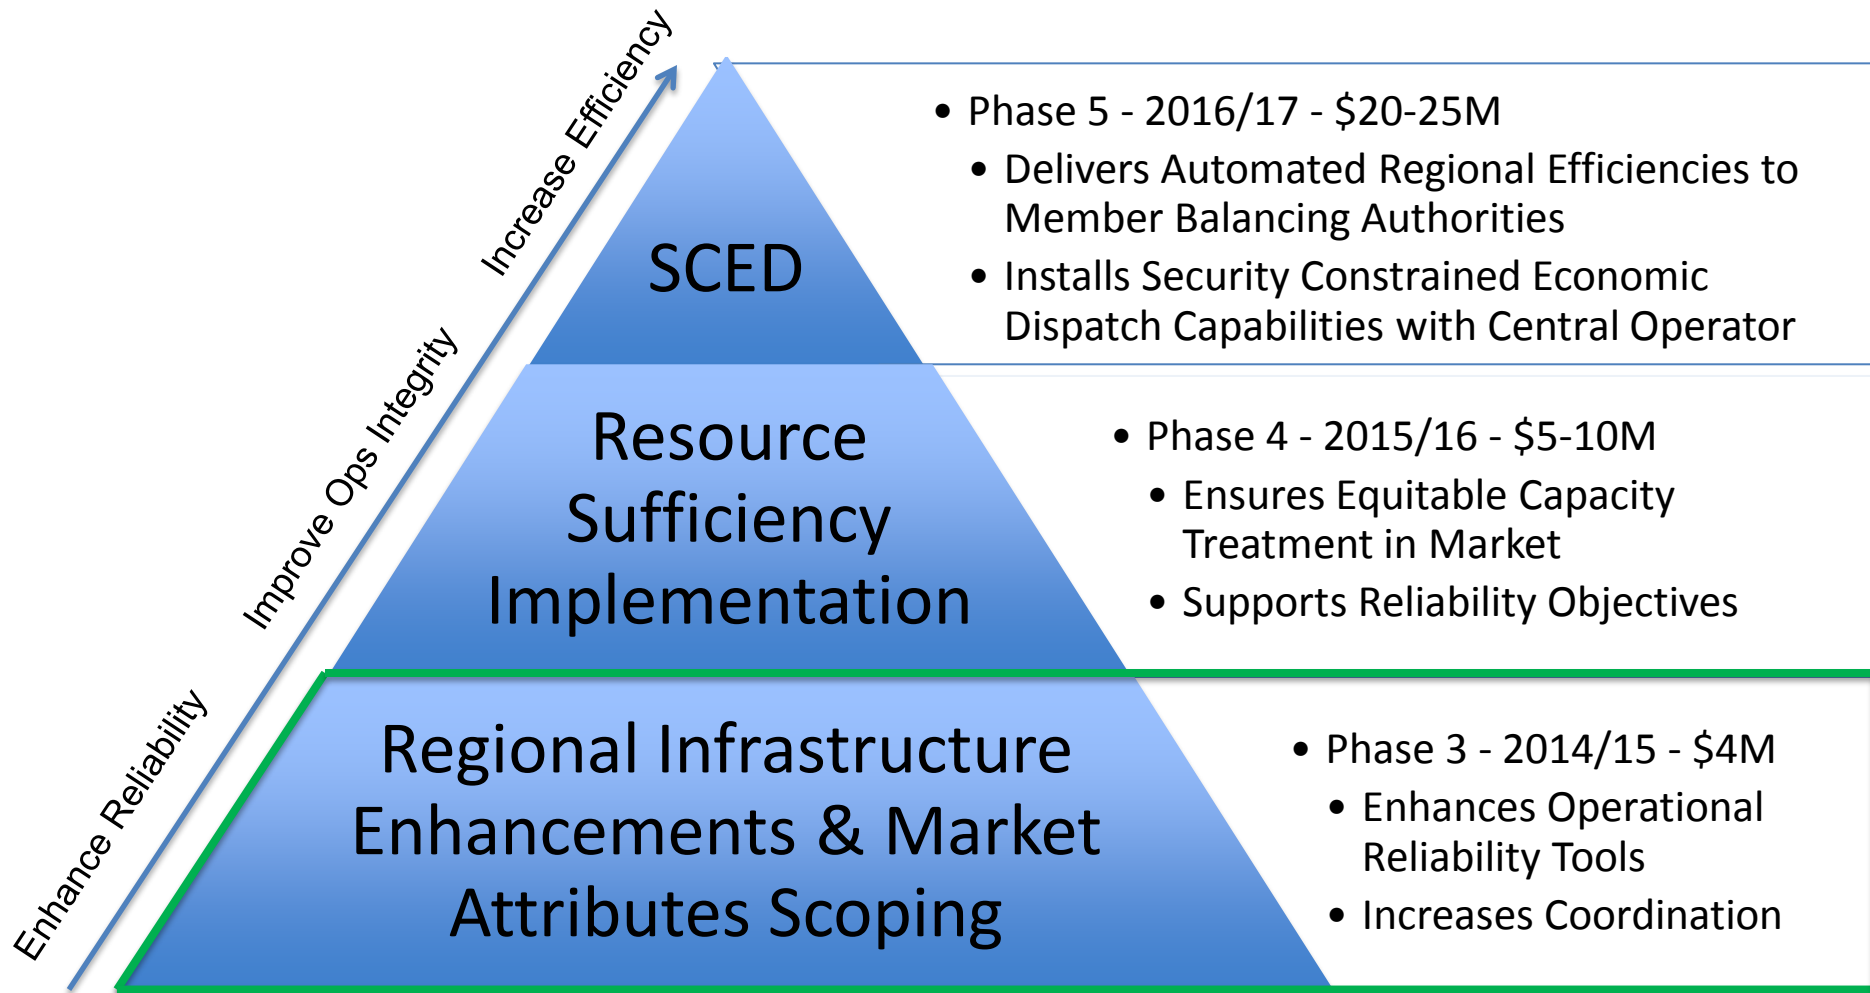 Increase Efficiency
Improve Ops Integrity
Enhance Reliability
SCED
• Phase 5 - 2016/17 - $20-25M
• Delivers Automated Regional Efficiencies to
Member Balancing Authorities
• Installs Security Constrained Economic
Dispatch Capabilities with Central Operator
Resource
Sufficiency
Implementation
• Phase 4 - 2015/16 - $5-10M
• Ensures Equitable Capacity
Treatment in Market
• Supports Reliability Objectives
Regional Infrastructure
Enhancements & Market
Attributes Scoping
• Phase 3 - 2014/15 - $4M
• Enhances Operational
Reliability Tools
• Increases Coordination